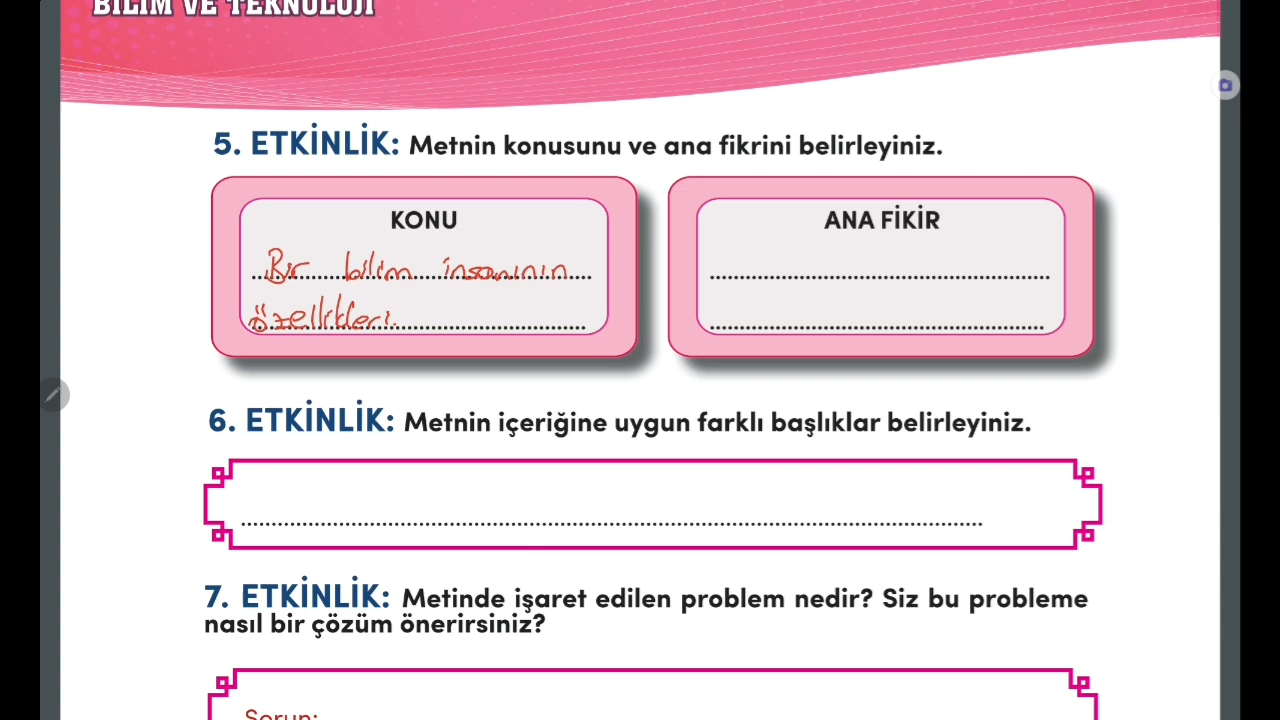 BİLİM VE TEKNOLOJİ
5. ETKİNLİK: Metnin konusunu ve ana fikrini belirleyiniz.
KONU
Bir bilim insanının
özellikleri.
ANA FİKİR
6. ETKİNLİK: Metnin içeriğine uygun farklı başlıklar belirleyiniz.
7. ETKİNLİK: Metinde işaret edilen problem nedir? Siz bu probleme
nasıl bir çözüm önerirsiniz?
Sorun: